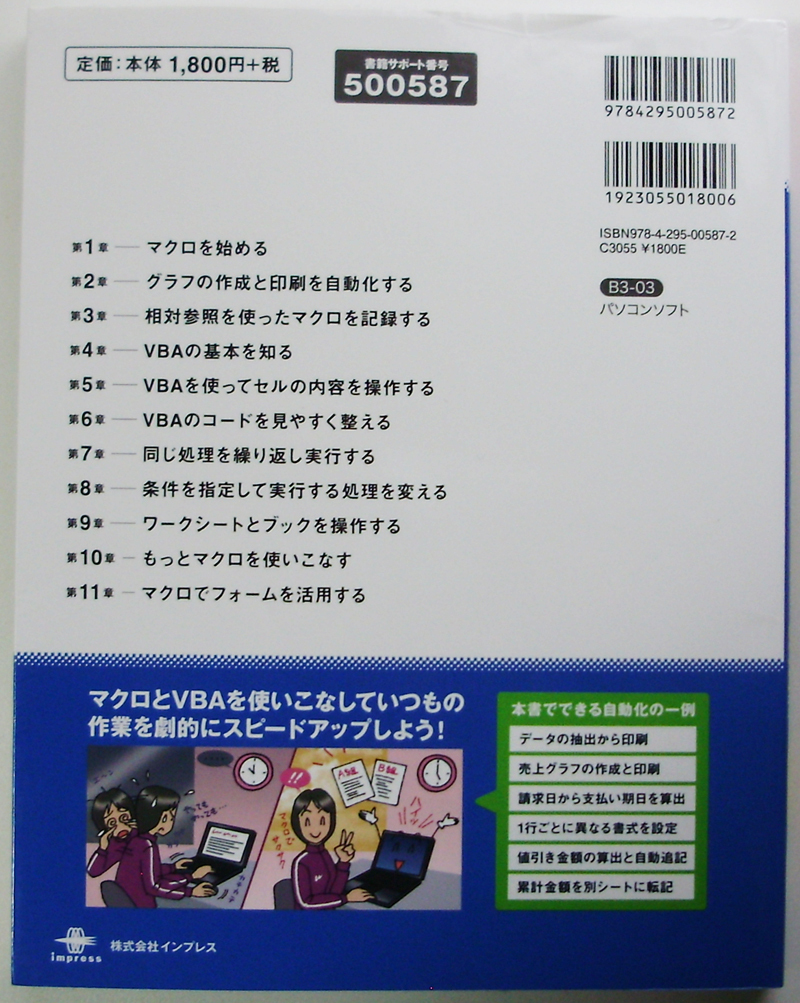 定価：本体 1,800円+税
書籍サポート番号
500587
9784295005872
1923055018006
ISBN978-4-295-00587-2
C3055 ¥1800E
B3-03
パソコンソフト
第1章 ── マクロを始める
第2章 ── グラフの作成と印刷を自動化する
第3章 ── 相対参照を使ったマクロを記録する
第4章 ── VBAの基本を知る
第5章 ── VBAを使ってセルの内容を操作する
第6章 ── VBAのコードを見やすく整える
第7章 ── 同じ処理を繰り返し実行する
第8章 ── 条件を指定して実行する処理を変える
第9章 ── ワークシートとブックを操作する
第10章 ─ もっとマクロを使いこなす
第11章 ─ マクロでフォームを活用する
マクロとVBAを使いこなしていつもの
作業を劇的にスピードアップしよう！
!!
A支組
B支組
マクロで
サクサク
カタカタ
本書でできる自動化の一例
データの抽出から印刷
売上グラフの作成と印刷
請求日から支払い期日を算出
1行ごとに異なる書式を設定
値引き金額の算出と自動追記
累計金額を別シートに転記
impress
株式会社インプレス